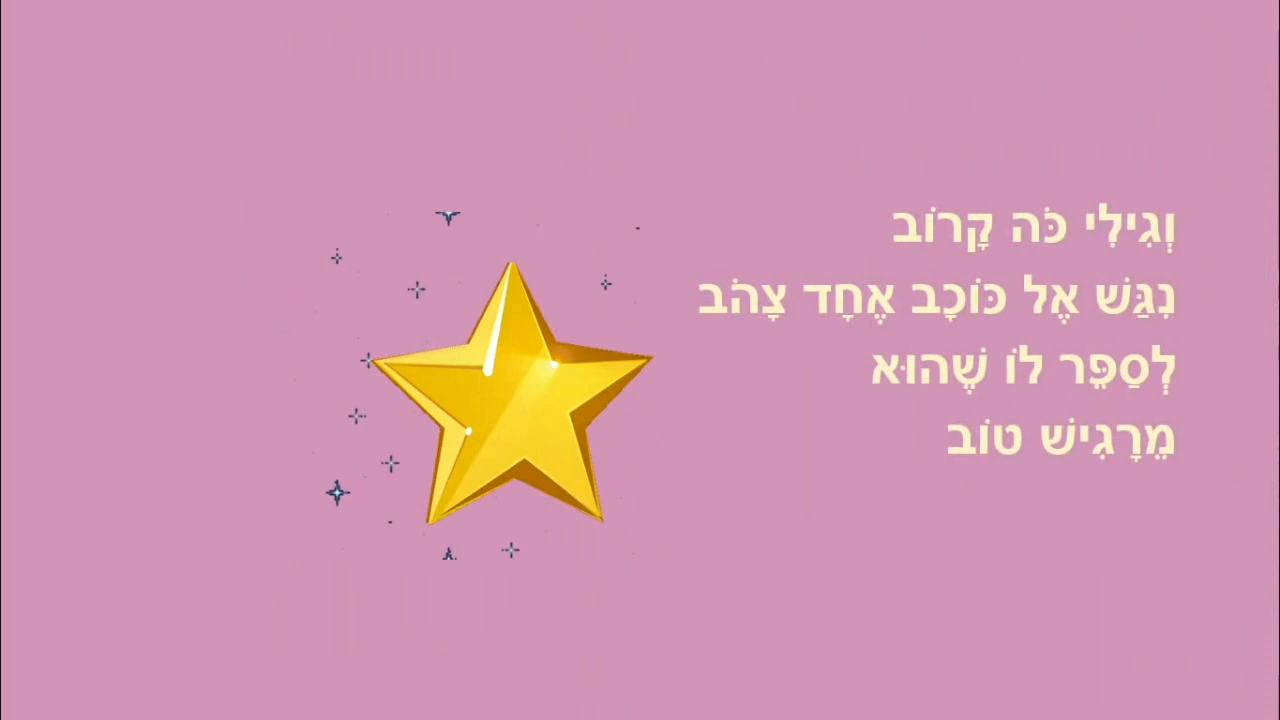 וְגִילִי כֹּה קָרוֹב
נִגַּשׁ אֶל כּוֹכָב אֶחָד צָהֹב
לְסַפֵּר לוֹ שֶׁהוּא
מֵרָגִישׁ טוֹב